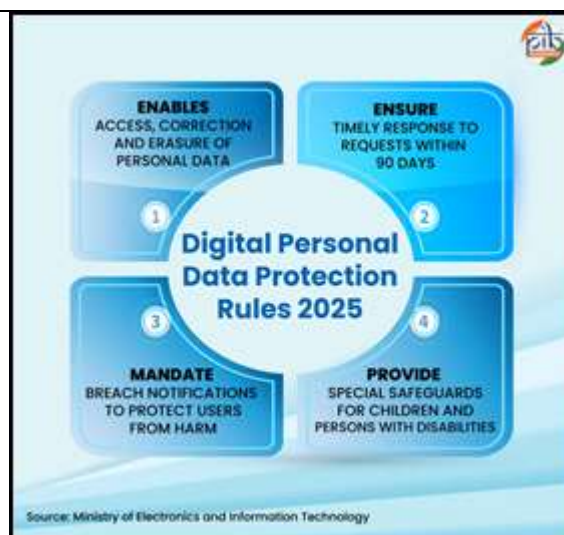 pib
ENABLES
ACCESS, CORRECTION
AND ERASURE OF
PERSONAL DATA
1
ENSURE
TIMELY RESPONSE TO
REQUESTS WITHIN
90 DAYS
2
Digital Personal
Data Protection
Rules 2025
3
MANDATE
BREACH NOTIFICATIONS
TO PROTECT USERS
FROM HARM
4
PROVIDE
SPECIAL SAFEGUARDS
FOR CHILDREN AND
PERSONS WITH DISABILITIES
Source: Ministry of Electronics and Information Technology